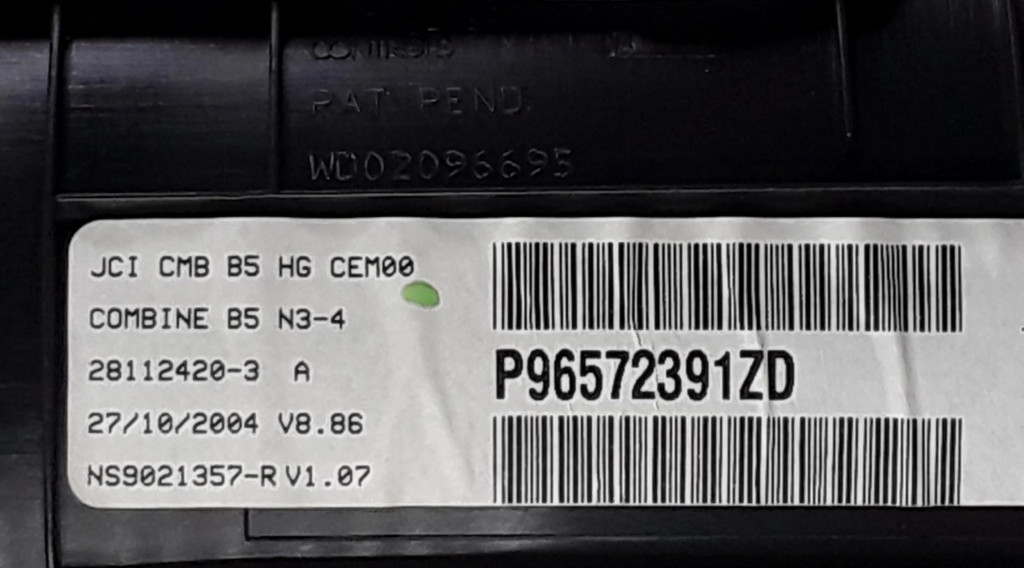 CONTROLS
PAT PEND
WD02096695
JCI CMB B5 HG CEM00
COMBINE B5 N3-4
28112420-3 A
27/10/2004 V8.86
NS9021357-R V1.07
P96572391ZD